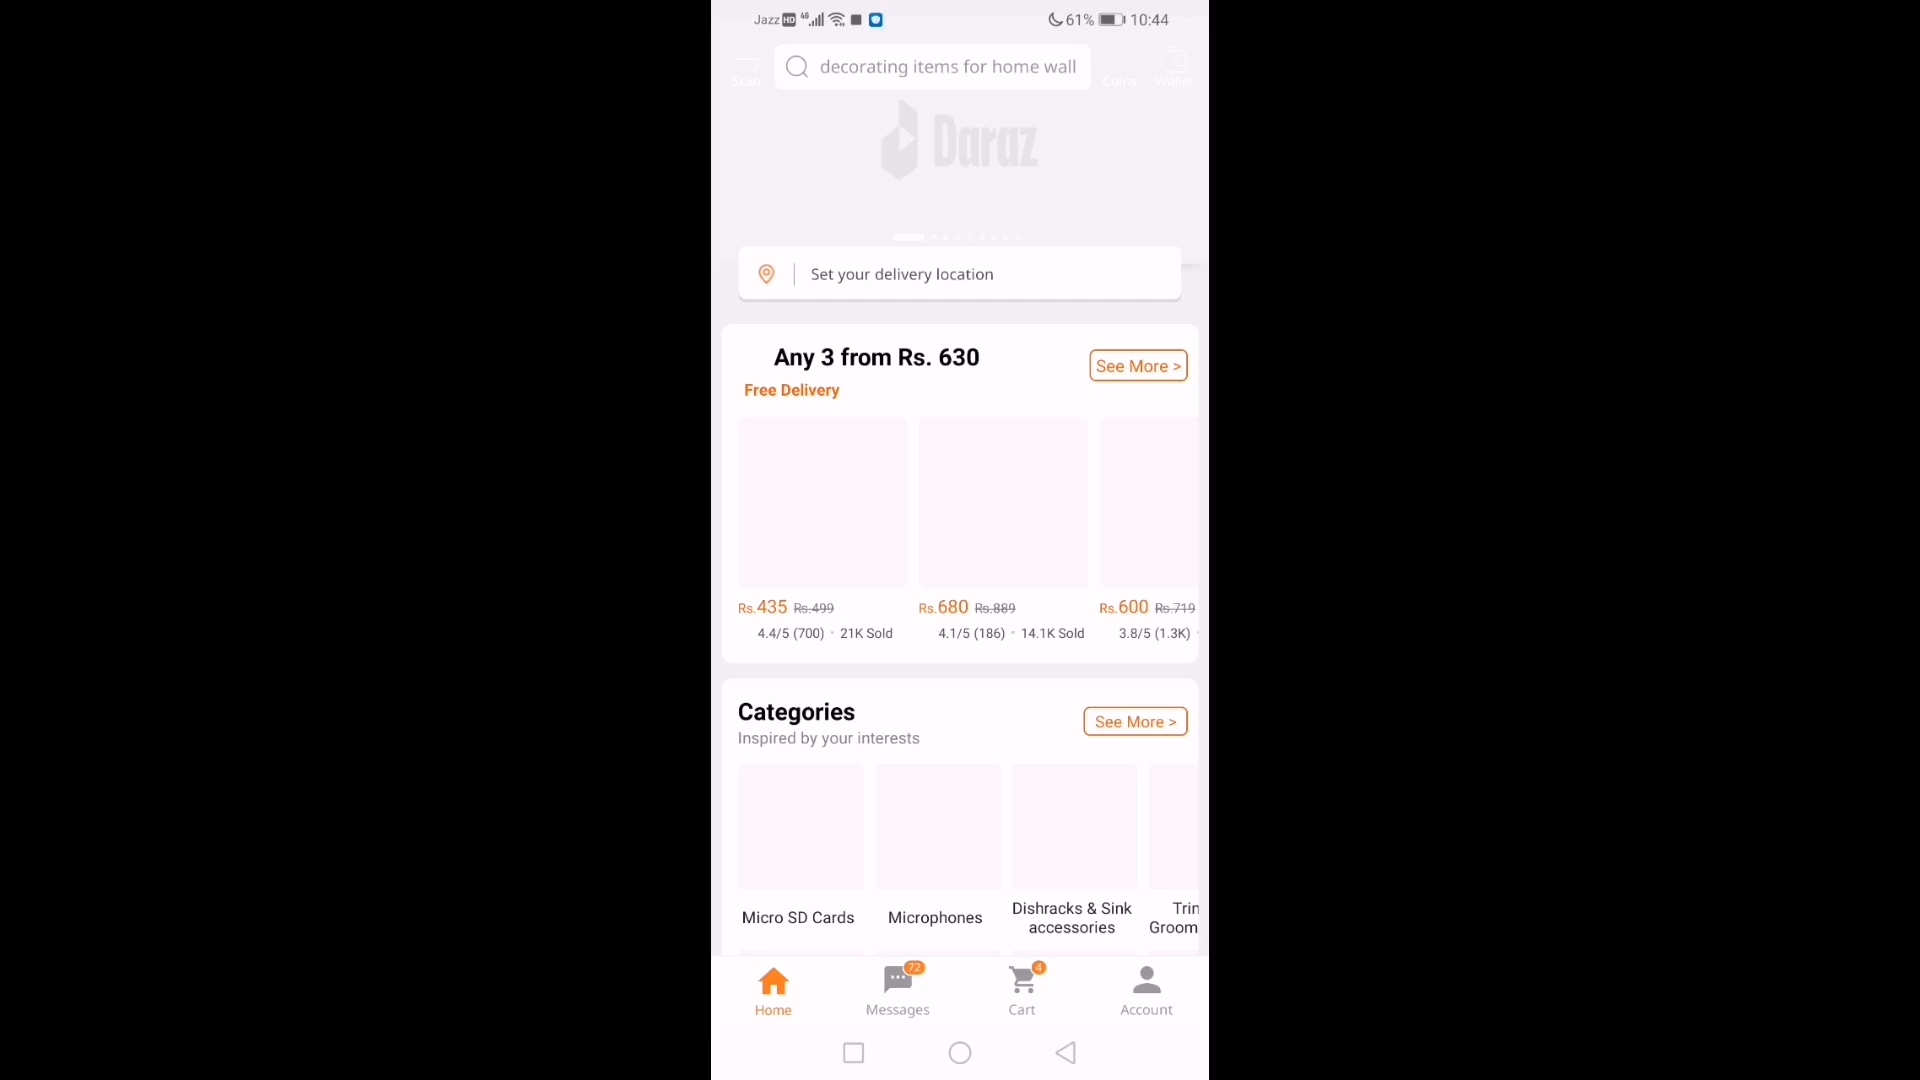 Jazz HD 4G 61% 10:44
Scan decorating items for home wall Coins Wallet
Daraz
Set your delivery location
Any 3 from Rs. 630 See More >
Free Delivery
Rs.435 Rs.499 Rs.680 Rs.889 Rs.600 Rs.719
4.4/5 (700) • 21K Sold 4.1/5 (186) • 14.1K Sold 3.8/5 (1.3K)
Categories See More >
Inspired by your interests
Micro SD Cards Microphones Dishracks & Sink accessories Trin Groom
72 4
Home Messages Cart Account